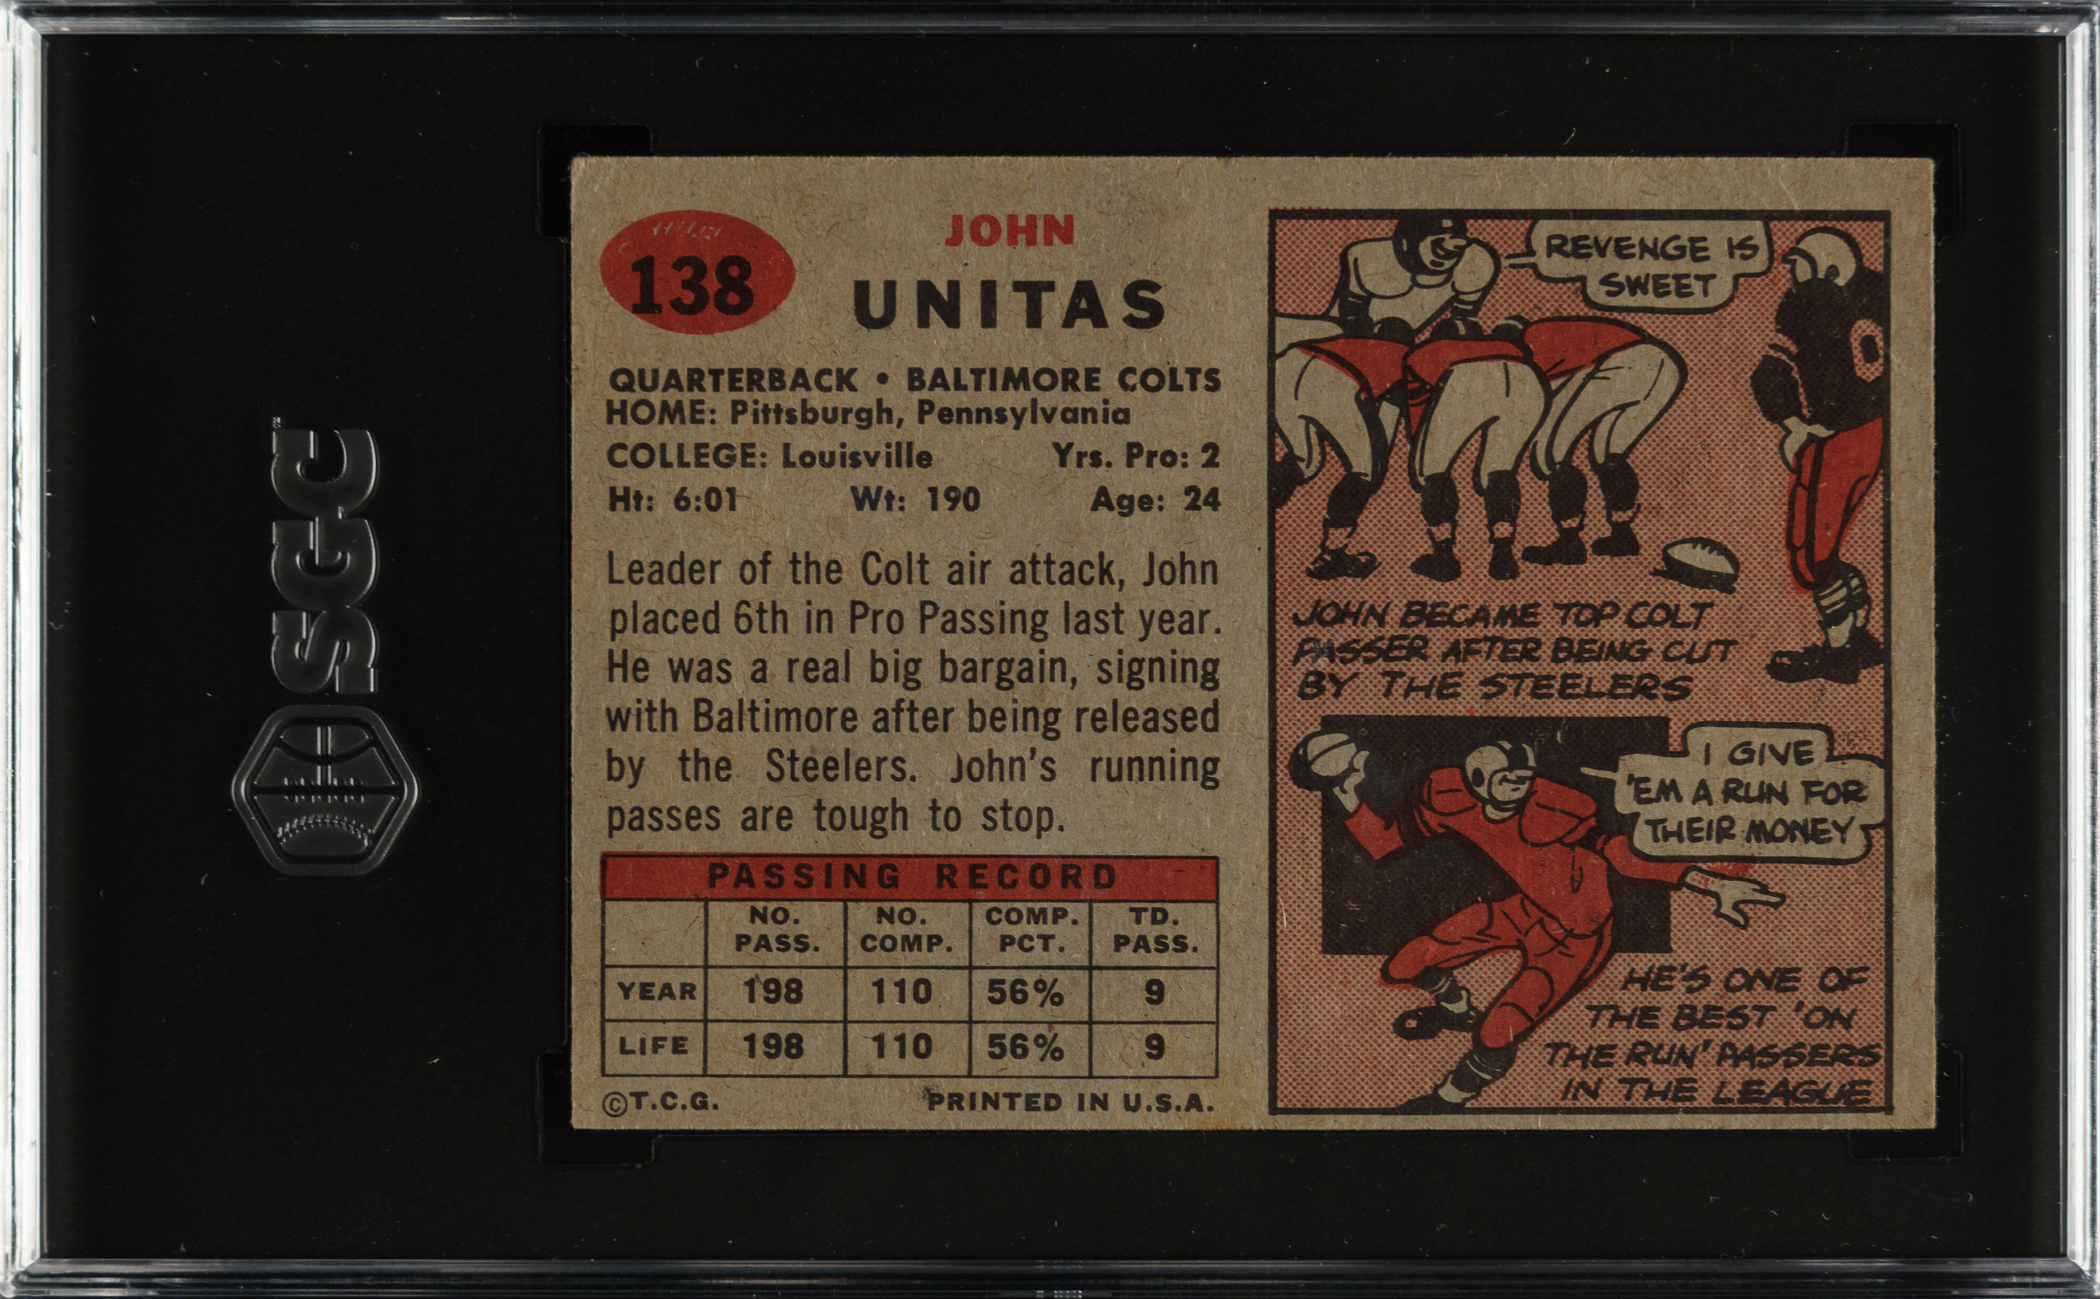 SGC
138
JOHN
UNITAS
QUARTERBACK • BALTIMORE COLTS
HOME: Pittsburgh, Pennsylvania
COLLEGE: Louisville Yrs. Pro: 2
Ht: 6:01 Wt: 190 Age: 24
Leader of the Colt air attack, John
placed 6th in Pro Passing last year.
He was a real big bargain, signing
with Baltimore after being released
by the Steelers. John's running
passes are tough to stop.
PASSING RECORD
NO. PASS. NO. COMP. COMP. PCT. TD. PASS.
YEAR 198 110 56% 9
LIFE 198 110 56% 9
©T.C.G. PRINTED IN U.S.A.
REVENGE IS
SWEET
0
JOHN BECAME TOP COLT
PASSER AFTER BEING CUT
BY THE STEELERS
I GIVE
'EM A RUN FOR
THEIR MONEY
HE'S ONE OF
THE BEST 'ON
THE RUN' PASSERS
IN THE LEAGUE